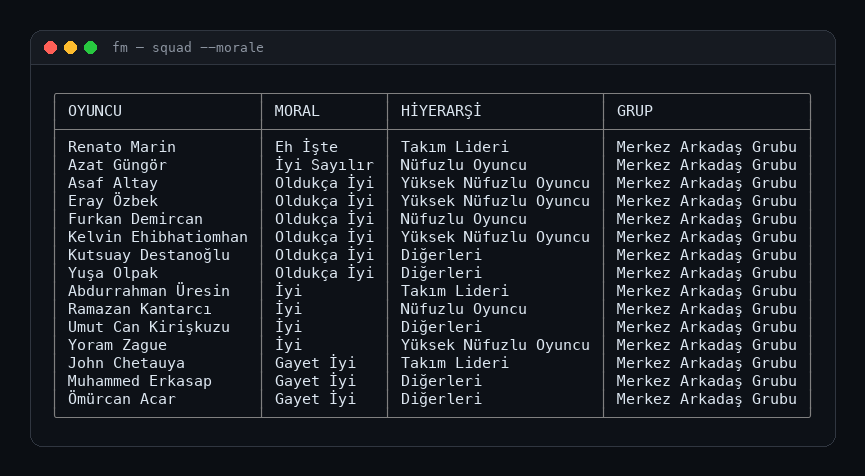 fm — squad --morale
OYUNCU MORAL HİYERARŞİ GRUP
Renato Marin Eh İşte Takım Lideri Merkez Arkadaş Grubu
Azat Güngör İyi Sayılır Nüfuzlu Oyuncu Merkez Arkadaş Grubu
Asaf Altay Oldukça İyi Yüksek Nüfuzlu Oyuncu Merkez Arkadaş Grubu
Eray Özbek Oldukça İyi Yüksek Nüfuzlu Oyuncu Merkez Arkadaş Grubu
Furkan Demircan Oldukça İyi Nüfuzlu Oyuncu Merkez Arkadaş Grubu
Kelvin Ehibhatiomhan Oldukça İyi Yüksek Nüfuzlu Oyuncu Merkez Arkadaş Grubu
Kutsuay Destanoğlu Oldukça İyi Diğerleri Merkez Arkadaş Grubu
Yuşa Olpak Oldukça İyi Diğerleri Merkez Arkadaş Grubu
Abdurrahman Üresin İyi Takım Lideri Merkez Arkadaş Grubu
Ramazan Kantarcı İyi Nüfuzlu Oyuncu Merkez Arkadaş Grubu
Umut Can Kirişkuzu İyi Diğerleri Merkez Arkadaş Grubu
Yoram Zague İyi Yüksek Nüfuzlu Oyuncu Merkez Arkadaş Grubu
John Chetauya Gayet İyi Takım Lideri Merkez Arkadaş Grubu
Muhammed Erkasap Gayet İyi Diğerleri Merkez Arkadaş Grubu
Ömürcan Acar Gayet İyi Diğerleri Merkez Arkadaş Grubu